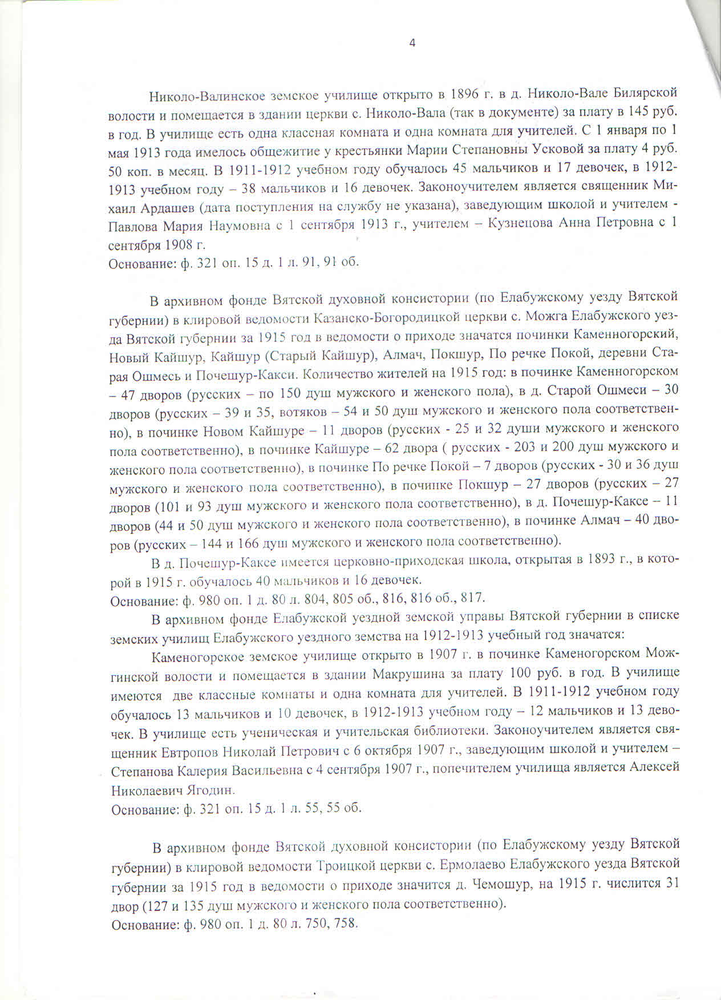 4
Николо-Валинское земское училище открыто в 1896 г. в д. Николо-Вале Билярской
волости и помещается в здании церкви с. Николо-Вала (так в документе) за плату в 145 руб.
в год. В училище есть одна классная комната и одна комната для учителей. С 1 января по 1
мая 1913 года имелось общежитие у крестьянки Марии Степановны Усковой за плату 4 руб.
50 коп. в месяц. В 1911-1912 учебном году обучалось 45 мальчиков и 17 девочек, в 1912-
1913 учебном году – 38 мальчиков и 16 девочек. Законоучителем является священник Ми-
хаил Ардашев (дата поступления на службу не указана), заведующим школой и учителем -
Павлова Мария Наумовна с 1 сентября 1913 г., учителем – Кузнецова Анна Петровна с 1
сентября 1908 г.
Основание: ф. 321 оп. 15 д. 1 л. 91, 91 об.
В архивном фонде Вятской духовной консистории (по Елабужскому уезду Вятской
губернии) в клировой ведомости Казанско-Богородицкой церкви с. Можга Елабужского уез-
да Вятской губернии за 1915 год в ведомости о приходе значатся починки Каменногорский,
Новый Кайшур, Кайшур (Старый Кайшур), Алмач, Покшур, По речке Покой, деревни Ста-
рая Ошмесь и Почешур-Какси. Количество жителей на 1915 год: в починке Каменногорском
– 47 дворов (русских – по 150 душ мужского и женского пола), в д. Старой Ошмеси – 30
дворов (русских – 39 и 35, вотяков – 54 и 50 душ мужского и женского пола соответствен-
но), в починке Новом Кайшуре – 11 дворов (русских - 25 и 32 души мужского и женского
пола соответственно), в починке Кайшуре – 62 двора ( русских - 203 и 200 душ мужского и
женского пола соответственно), в починке По речке Покой – 7 дворов (русских - 30 и 36 душ
мужского и женского пола соответственно), в починке Покшур – 27 дворов (русских – 27
дворов (101 и 93 душ мужского и женского пола соответственно), в д. Почешур-Каксе – 11
дворов (44 и 50 душ мужского и женского пола соответственно), в починке Алмач – 40 дво-
ров (русских – 144 и 166 душ мужского и женского пола соответственно).
В д. Почешур-Каксе имеется церковно-приходская школа, открытая в 1893 г., в кото-
рой в 1915 г. обучалось 40 мальчиков и 16 девочек.
Основание: ф. 980 оп. 1 д. 80 л. 804, 805 об., 816, 816 об., 817.
В архивном фонде Елабужской уездной земской управы Вятской губернии в списке
земских училищ Елабужского уездного земства на 1912-1913 учебный год значатся:
Каменогорское земское училище открыто в 1907 г. в починке Каменогорском Мож-
гинской волости и помещается в здании Макрушина за плату 100 руб. в год. В училище
имеются две классные комнаты и одна комната для учителей. В 1911-1912 учебном году
обучалось 13 мальчиков и 10 девочек, в 1912-1913 учебном году – 12 мальчиков и 13 дево-
чек. В училище есть ученическая и учительская библиотеки. Законоучителем является свя-
щенник Евтропов Николай Петрович с 6 октября 1907 г., заведующим школой и учителем –
Степанова Калерия Васильевна с 4 сентября 1907 г., попечителем училища является Алексей
Николаевич Ягодин.
Основание: ф. 321 оп. 15 д. 1 л. 55, 55 об.
В архивном фонде Вятской духовной консистории (по Елабужскому уезду Вятской
губернии) в клировой ведомости Троицкой церкви с. Ермолаево Елабужского уезда Вятской
губернии за 1915 год в ведомости о приходе значится д. Чемошур, на 1915 г. числится 31
двор (127 и 135 душ мужского и женского пола соответственно).
Основание: ф. 980 оп. 1 д. 80 л. 750, 758.